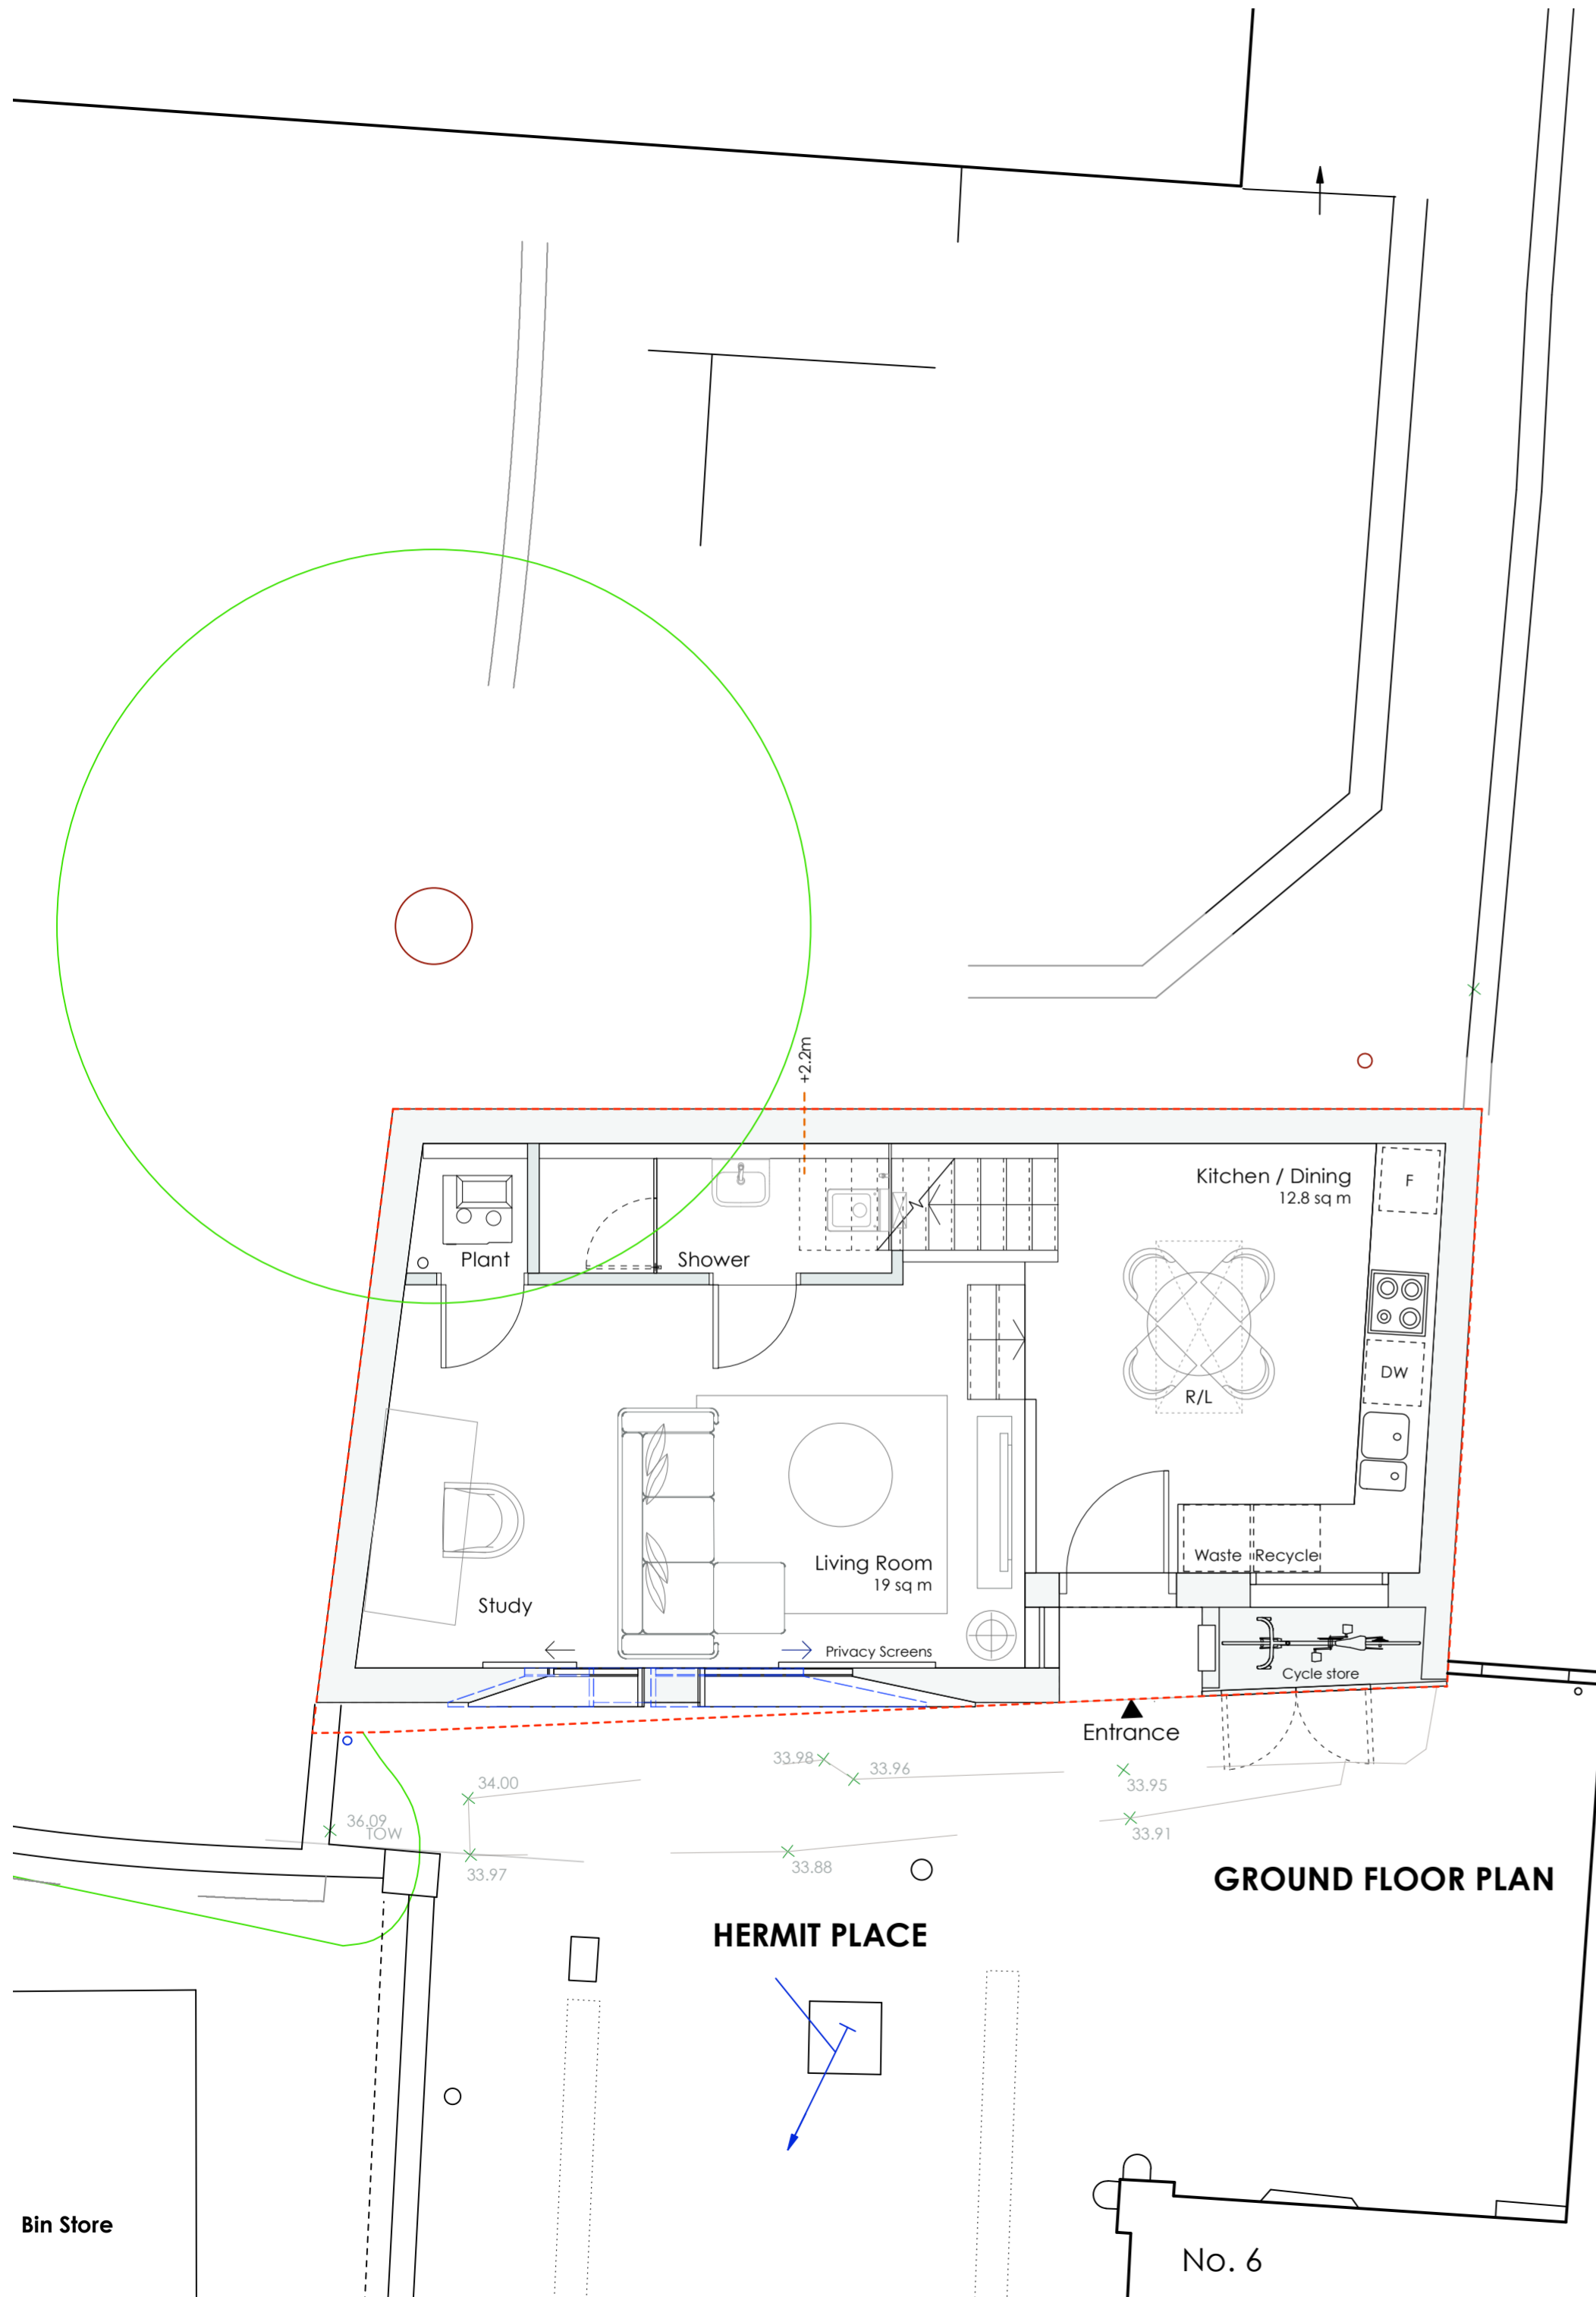 +2.2m
Kitchen / Dining
12.8 sq m
F
Plant
Shower
DW
R/L
Living Room
19 sq m
Waste
Recycle
Study
Privacy Screens
Cycle store
Entrance
33.98
33.96
33.95
34.00
36.09
TOW
33.91
33.97
33.88
GROUND FLOOR PLAN
HERMIT PLACE
Bin Store
No. 6